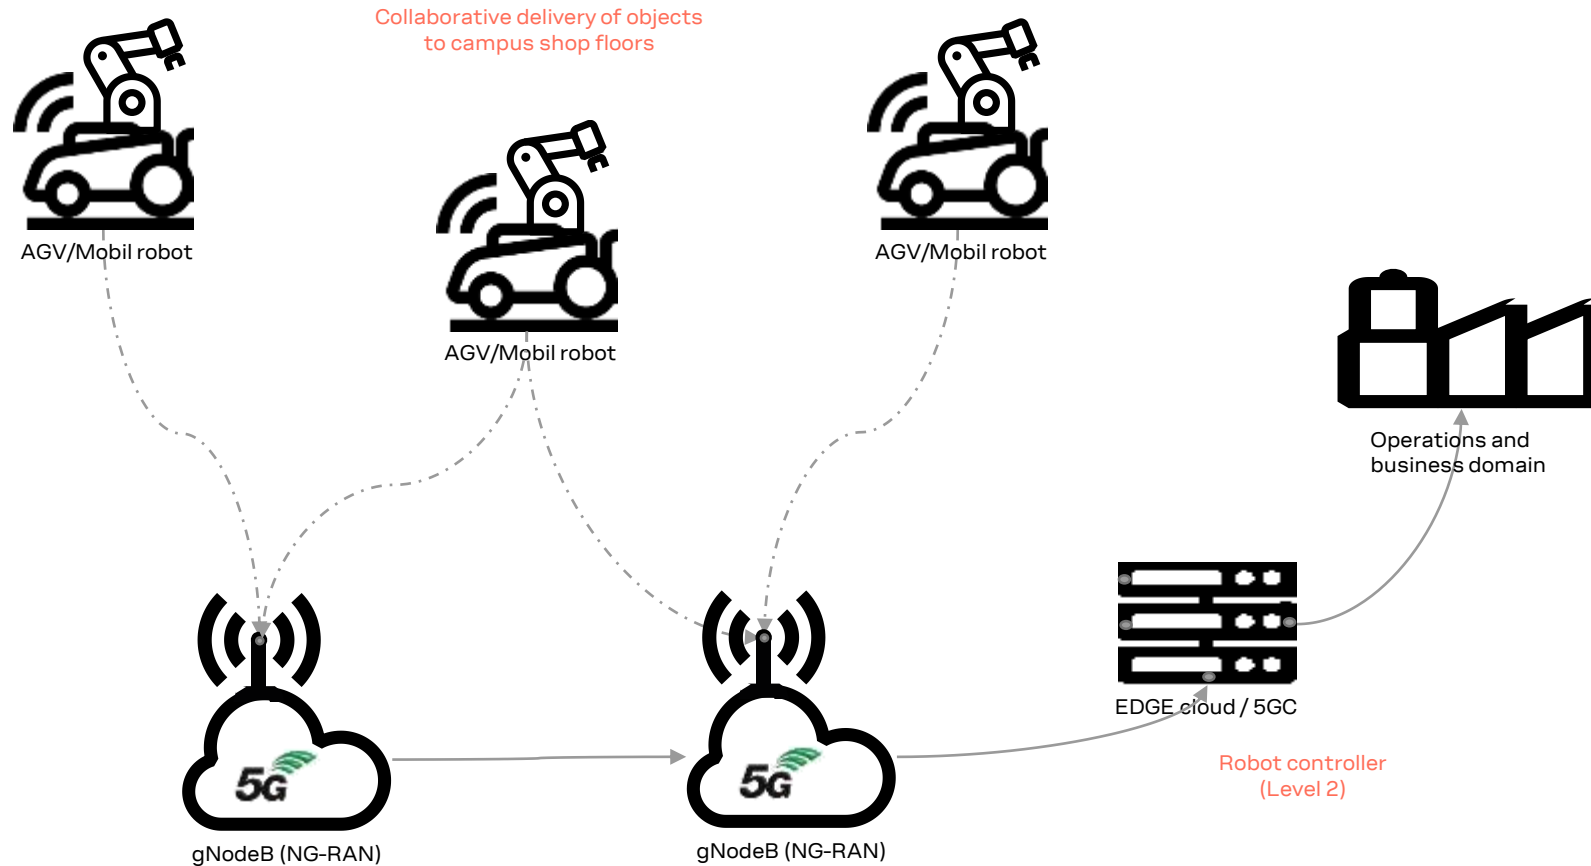 Collaborative delivery of objects
to campus shop floors
AGV/Mobil robot
AGV/Mobil robot
AGV/Mobil robot
Operations and
business domain
EDGE cloud / 5GC
Robot controller
(Level 2)
5G
5G
gNodeB (NG-RAN)
gNodeB (NG-RAN)